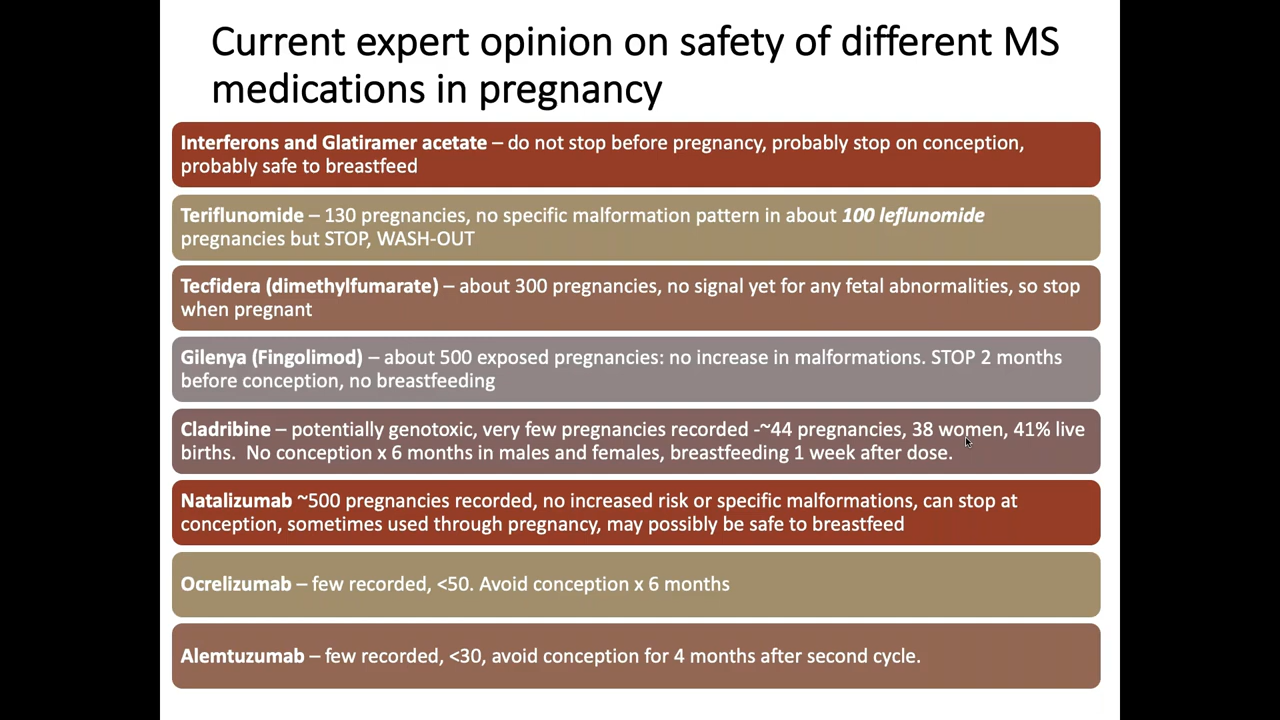 Current expert opinion on safety of different MS
medications in pregnancy
Interferons and Glatiramer acetate – do not stop before pregnancy, probably stop on conception,
probably safe to breastfeed
Teriflunomide – 130 pregnancies, no specific malformation pattern in about 100 leflunomide
pregnancies but STOP, WASH-OUT
Tecfidera (dimethylfumarate) – about 300 pregnancies, no signal yet for any fetal abnormalities, so stop
when pregnant
Gilenya (Fingolimod) – about 500 exposed pregnancies: no increase in malformations. STOP 2 months
before conception, no breastfeeding
Cladribine – potentially genotoxic, very few pregnancies recorded -~44 pregnancies, 38 women, 41% live
births.  No conception x 6 months in males and females, breastfeeding 1 week after dose.
Natalizumab ~500 pregnancies recorded, no increased risk or specific malformations, can stop at
conception, sometimes used through pregnancy, may possibly be safe to breastfeed
Ocrelizumab – few recorded, <50. Avoid conception x 6 months
Alemtuzumab – few recorded, <30, avoid conception for 4 months after second cycle.